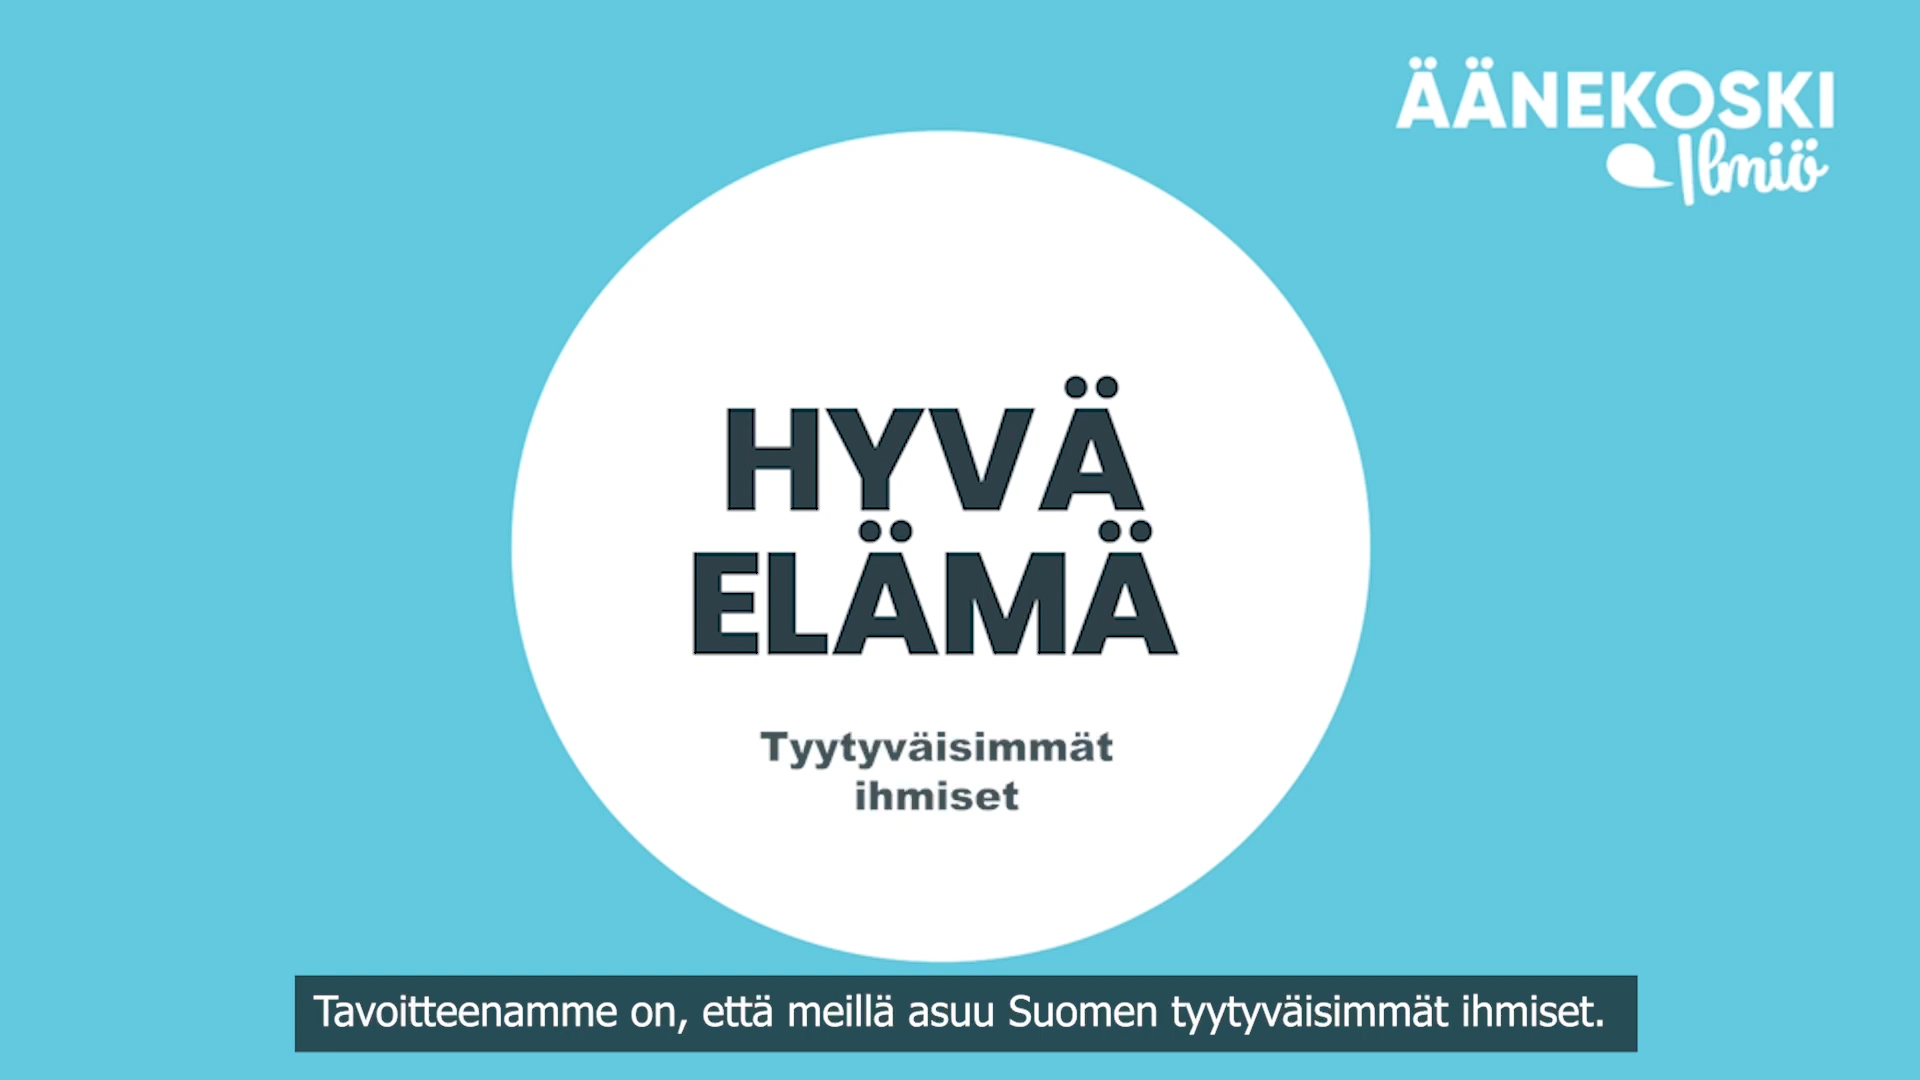 ÄÄNEKOSKI
Ilmiö
HYVÄ
ELÄMÄ
Tyytyväisimmät
ihmiset
Tavoitteenamme on, että meillä asuu Suomen tyytyväisimmät ihmiset.